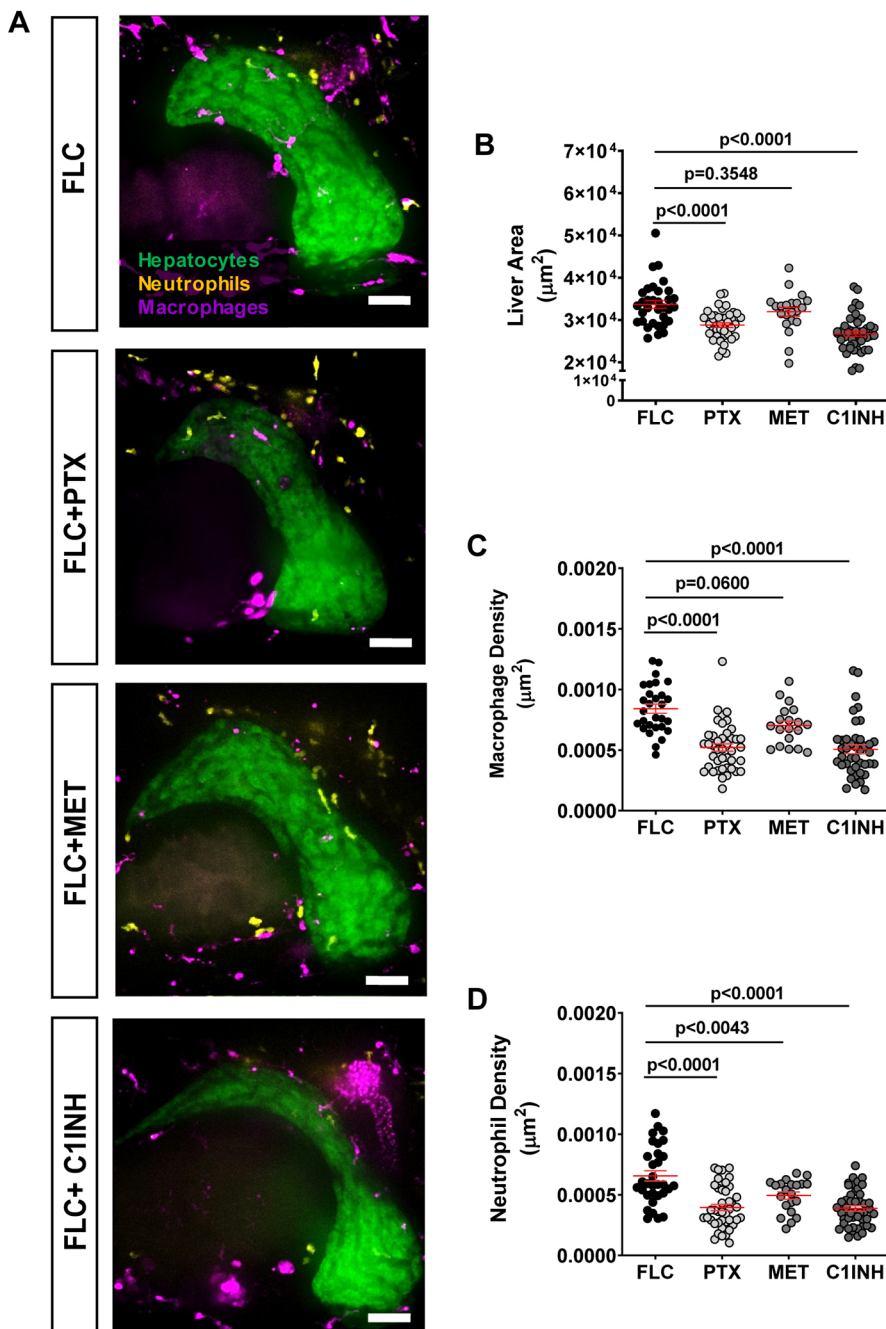 A
FLC
Hepatocytes
Neutrophils
Macrophages
FLC+PTX
FLC+MET
FLC+ C1INH
B
p<0.0001
p=0.3548
p<0.0001
7×10⁴
6×10⁴
5×10⁴
4×10⁴
3×10⁴
2×10⁴
1×10⁴
0
Liver Area
(μm²)
FLC PTX MET C1INH
C
p<0.0001
p=0.0600
p<0.0001
0.0020
0.0015
0.0010
0.0005
0.0000
Macrophage Density
(μm²)
FLC PTX MET C1INH
D
p<0.0001
p<0.0043
p<0.0001
0.0020
0.0015
0.0010
0.0005
0.0000
Neutrophil Density
(μm²)
FLC PTX MET C1INH